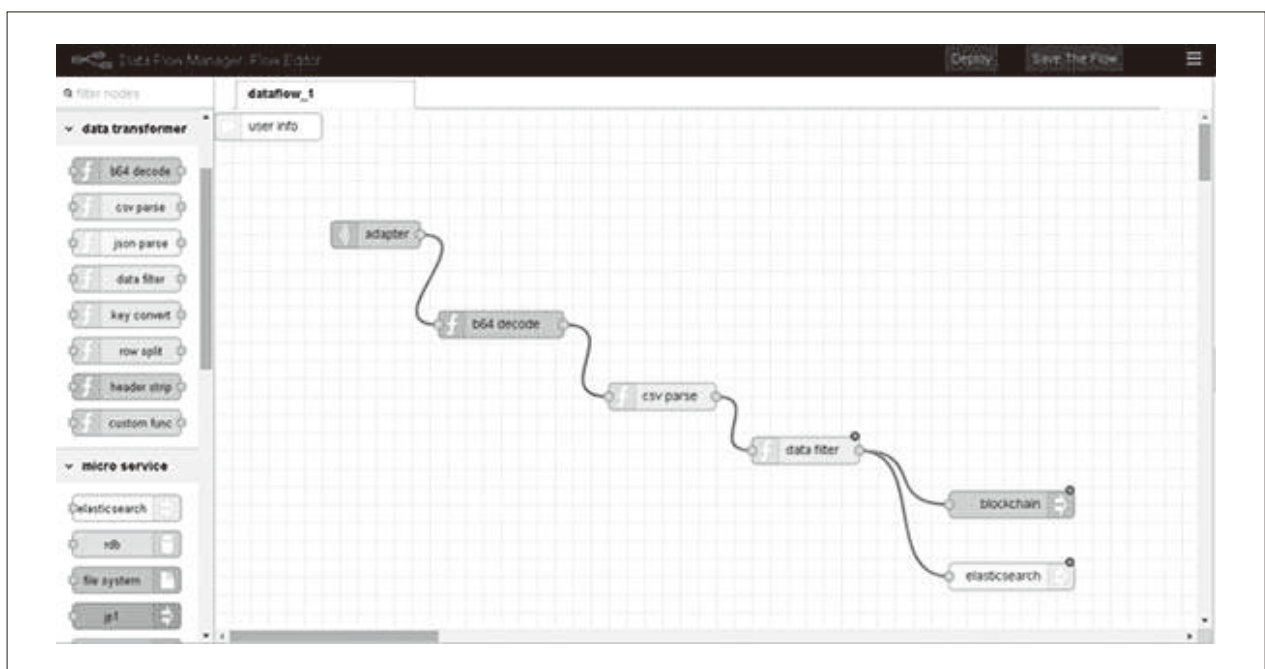 Data Flow Manager: Flow Editor
Deploy
Save The Flow
filter nodes
dataflow_1
data transformer
user info
b64 decode
csv parse
json parse
data filter
key convert
row split
header strip
custom func
micro service
elasticsearch
rdb
file system
jp1
adapter
b64 decode
csv parse
data filter
blockchain
elasticsearch